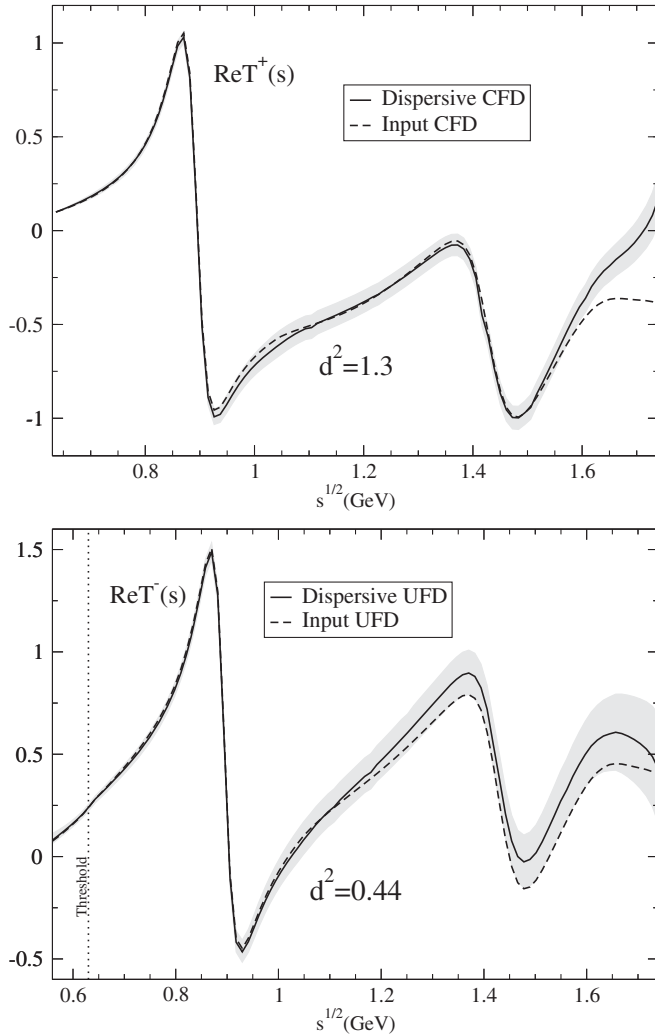 1
0.5
0
-0.5
-1
ReT⁺(s)
Dispersive CFD
Input CFD
d²=1.3
0.8 1 1.2 1.4 1.6
s^{1/2}(GeV)
1.5
1
0.5
0
-0.5
ReT⁻(s)
Dispersive UFD
Input UFD
Threshold
d²=0.44
0.6 0.8 1 1.2 1.4 1.6
s^{1/2}(GeV)